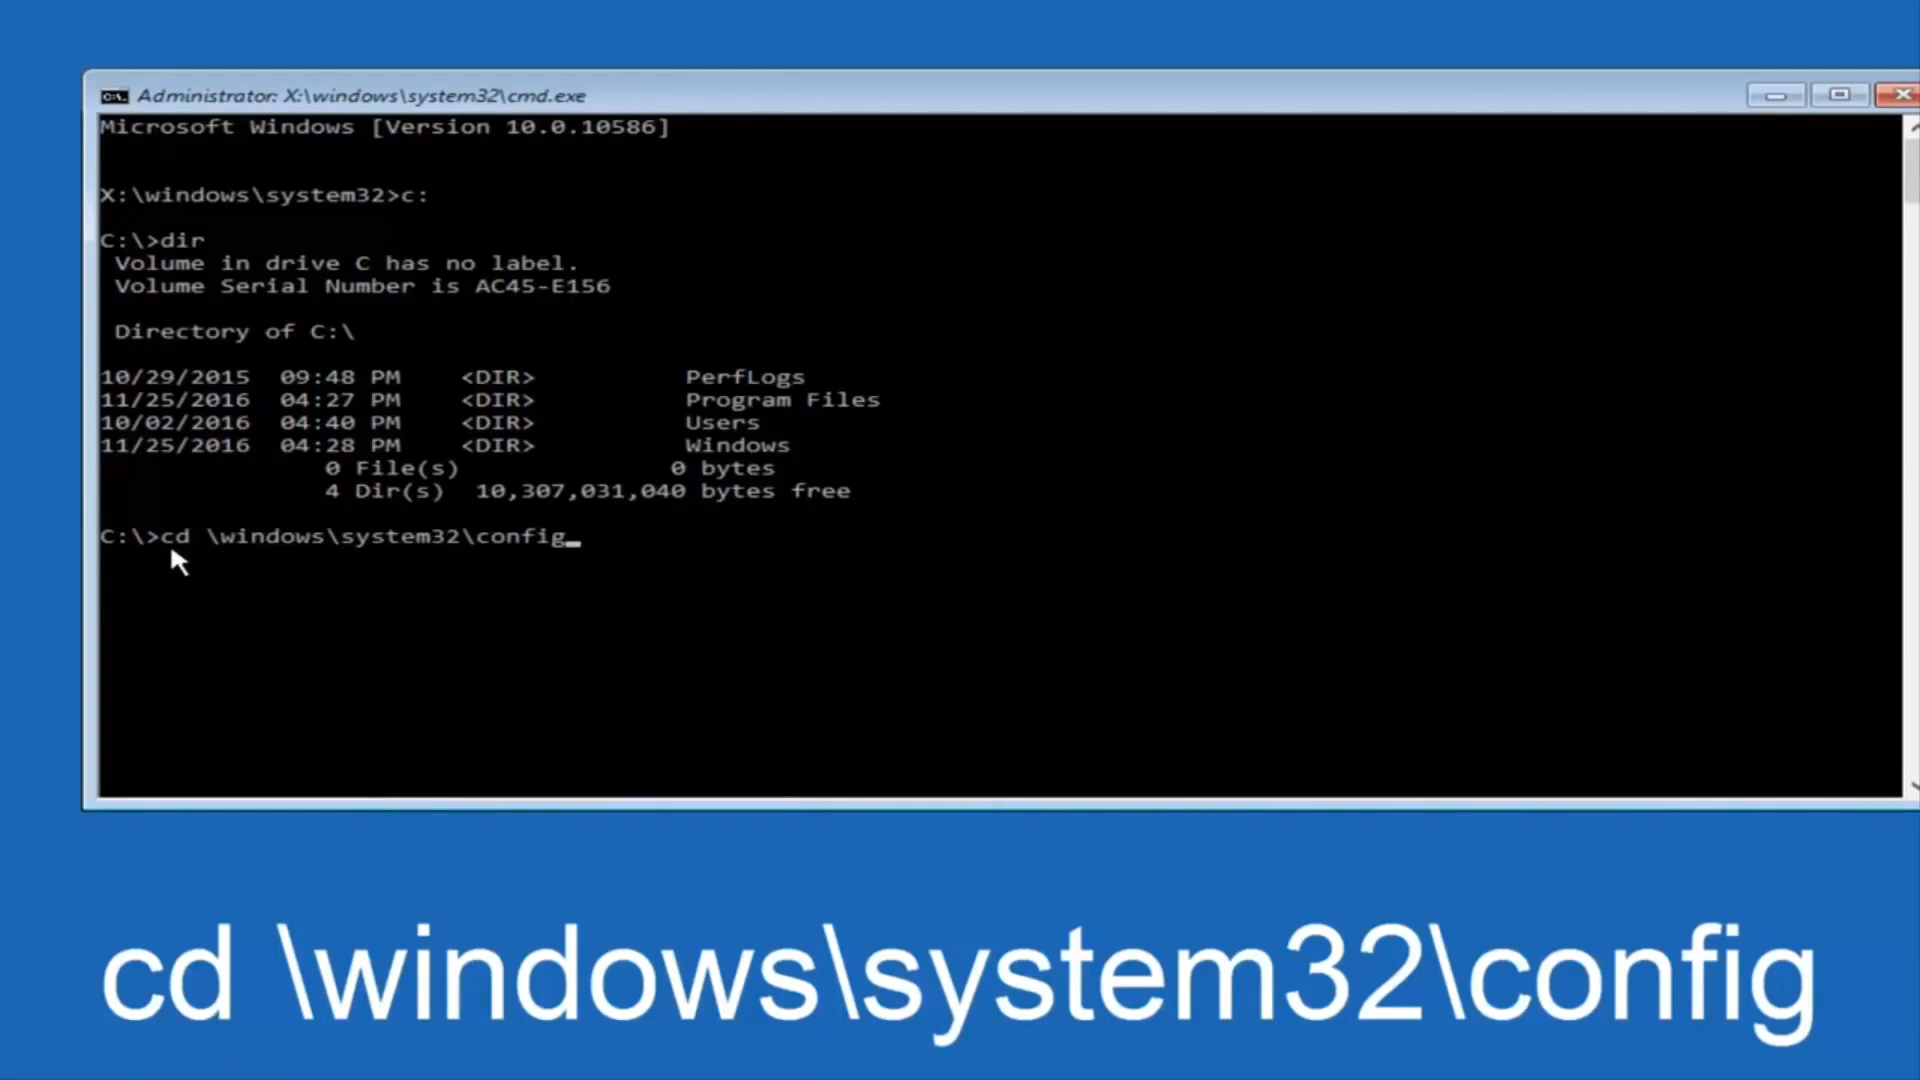 Administrator: X:\windows\system32\cmd.exe
Microsoft Windows [Version 10.0.10586]
X:\windows\system32>c:
C:\>dir
Volume in drive C has no label.
Volume Serial Number is AC45-E156
Directory of C:\
10/29/2015  09:48 PM    <DIR>          PerfLogs
11/25/2016  04:27 PM    <DIR>          Program Files
10/02/2016  04:40 PM    <DIR>          Users
11/25/2016  04:28 PM    <DIR>          Windows
0 File(s)              0 bytes
4 Dir(s)  10,307,031,040 bytes free
C:\>cd \windows\system32\config_
cd \windows\system32\config